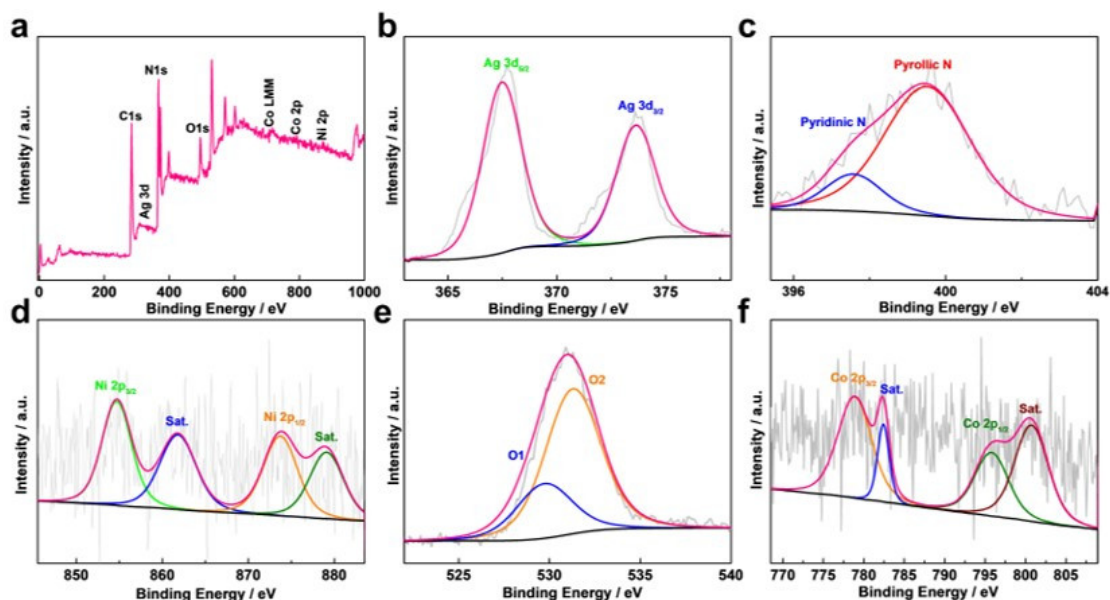 a
Intensity / a.u.
C1s
Ag 3d
N1s
O1s
Co LMM
Co 2p
Ni 2p
0 200 400 600 800 1000
Binding Energy / eV
b
Intensity / a.u.
Ag 3d5/2
Ag 3d3/2
365 370 375
Binding Energy / eV
c
Intensity / a.u.
Pyrollic N
Pyridinic N
396 400 404
Binding Energy / eV
d
Intensity / a.u.
Ni 2p3/2
Sat.
Ni 2p1/2
Sat.
850 860 870 880
Binding Energy / eV
e
Intensity / a.u.
O1
O2
525 530 535 540
Binding Energy / eV
f
Intensity / a.u.
Co 2p3/2
Sat.
Co 2p1/2
Sat.
770 775 780 785 790 795 800 805
Binding Energy / eV